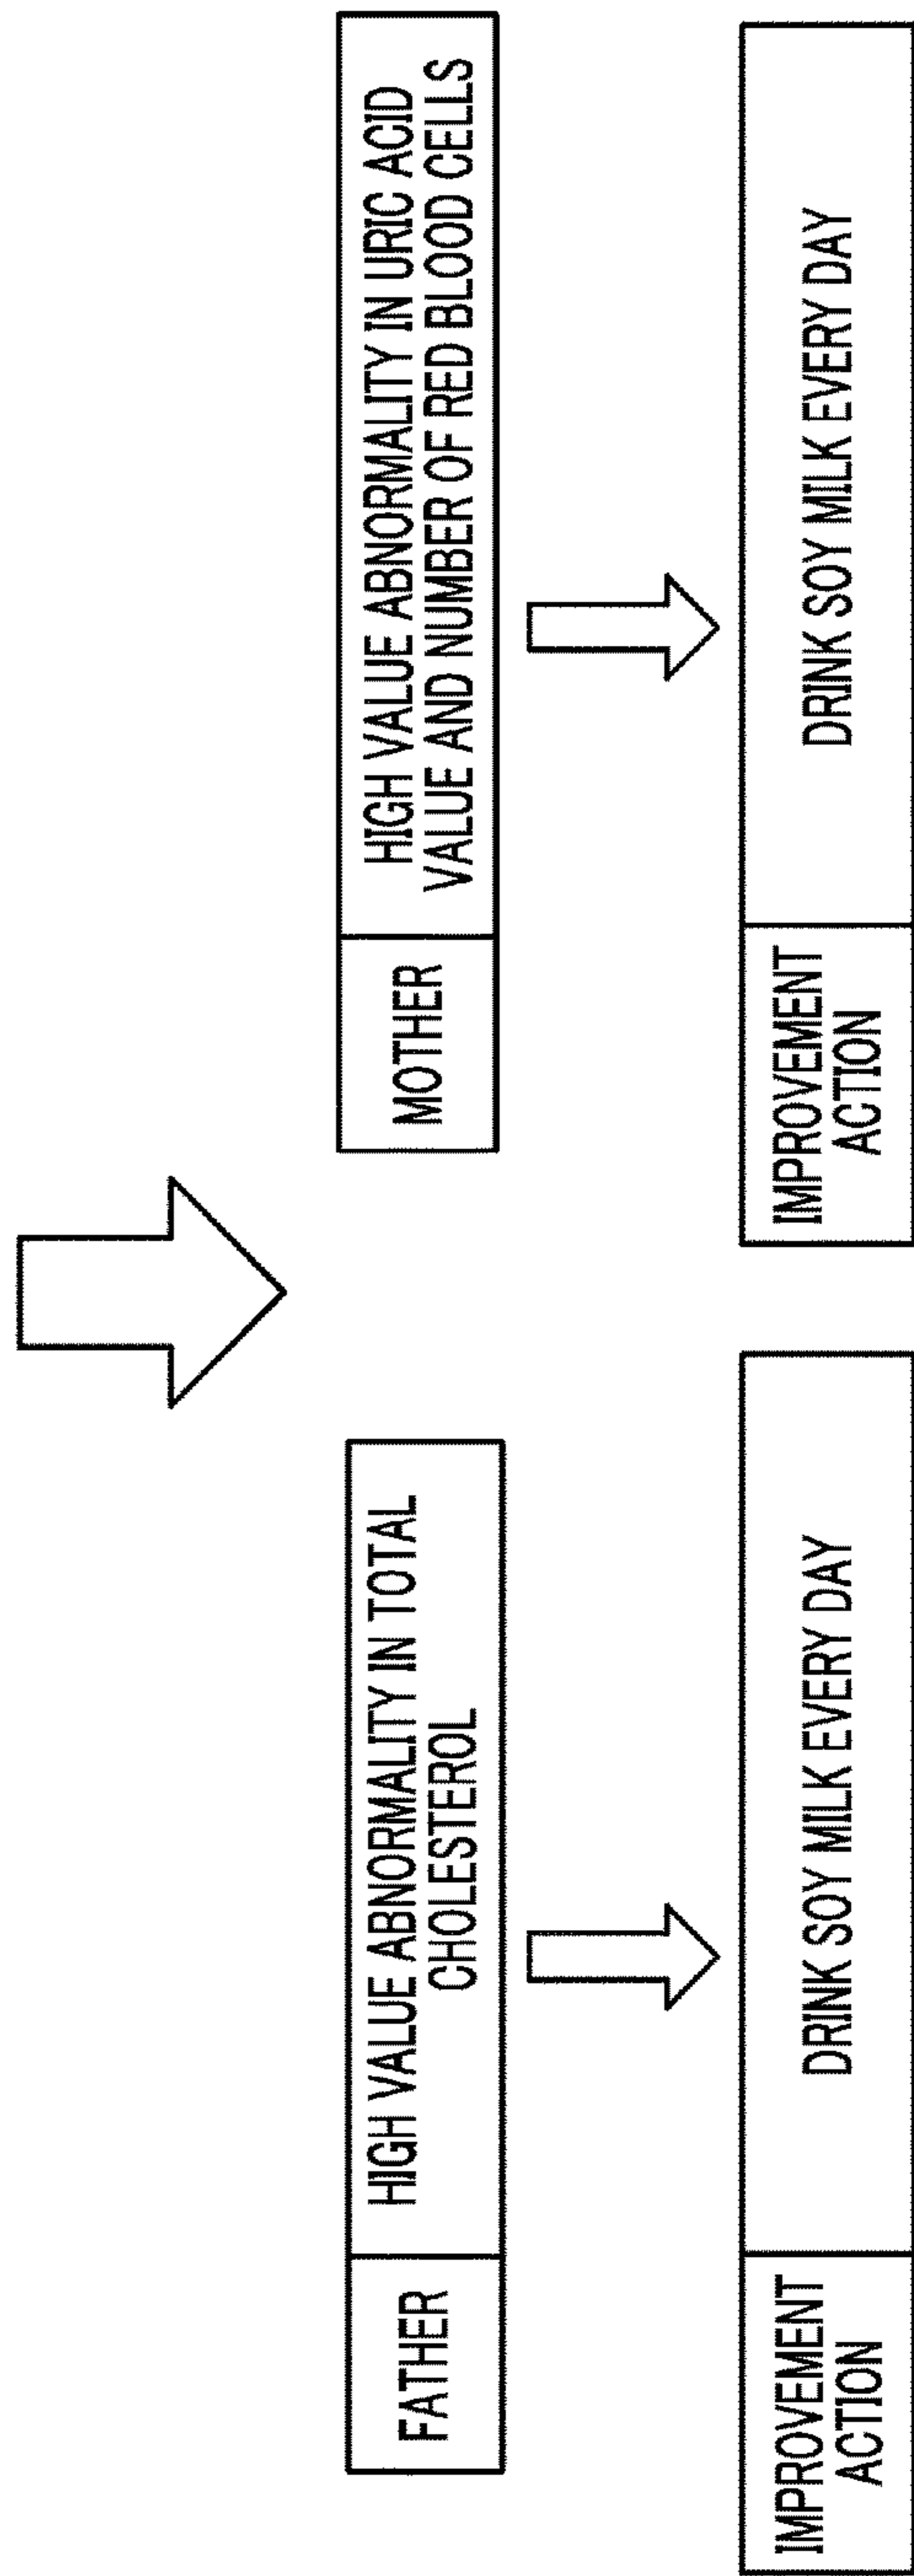 FATHER
HIGH VALUE ABNORMALITY IN TOTAL
CHOLESTEROL
MOTHER
HIGH VALUE ABNORMALITY IN URIC ACID
VALUE AND NUMBER OF RED BLOOD CELLS
IMPROVEMENT
ACTION
DRINK SOY MILK EVERY DAY
IMPROVEMENT
ACTION
DRINK SOY MILK EVERY DAY